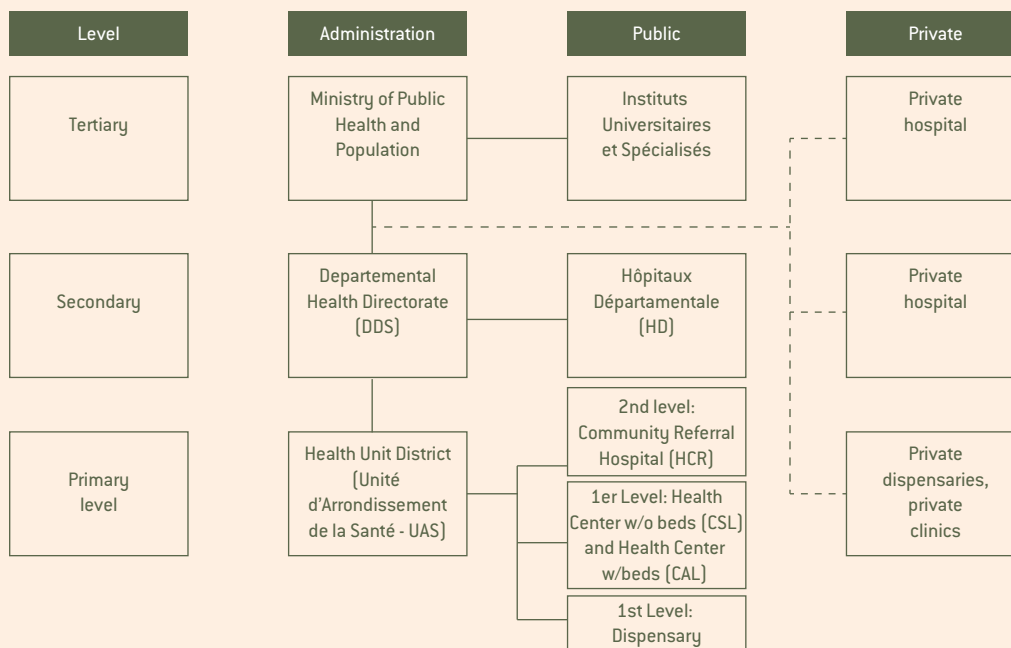 Level
Administration
Public
Private
Tertiary
Ministry of Public
Health and
Population
Instituts
Universitaires
et Spécialisés
Private
hospital
Secondary
Departemental
Health Directorate
(DDS)
Hôpitaux
Départamentale
(HD)
Private
hospital
Primary
level
Health Unit District
(Unité
d'Arrondissement
de la Santé - UAS)
2nd level:
Community Referral
Hospital (HCR)
1er Level: Health
Center w/o beds (CSL)
and Health Center
w/beds (CAL)
1st Level:
Dispensary
Private
dispensaries,
private
clinics